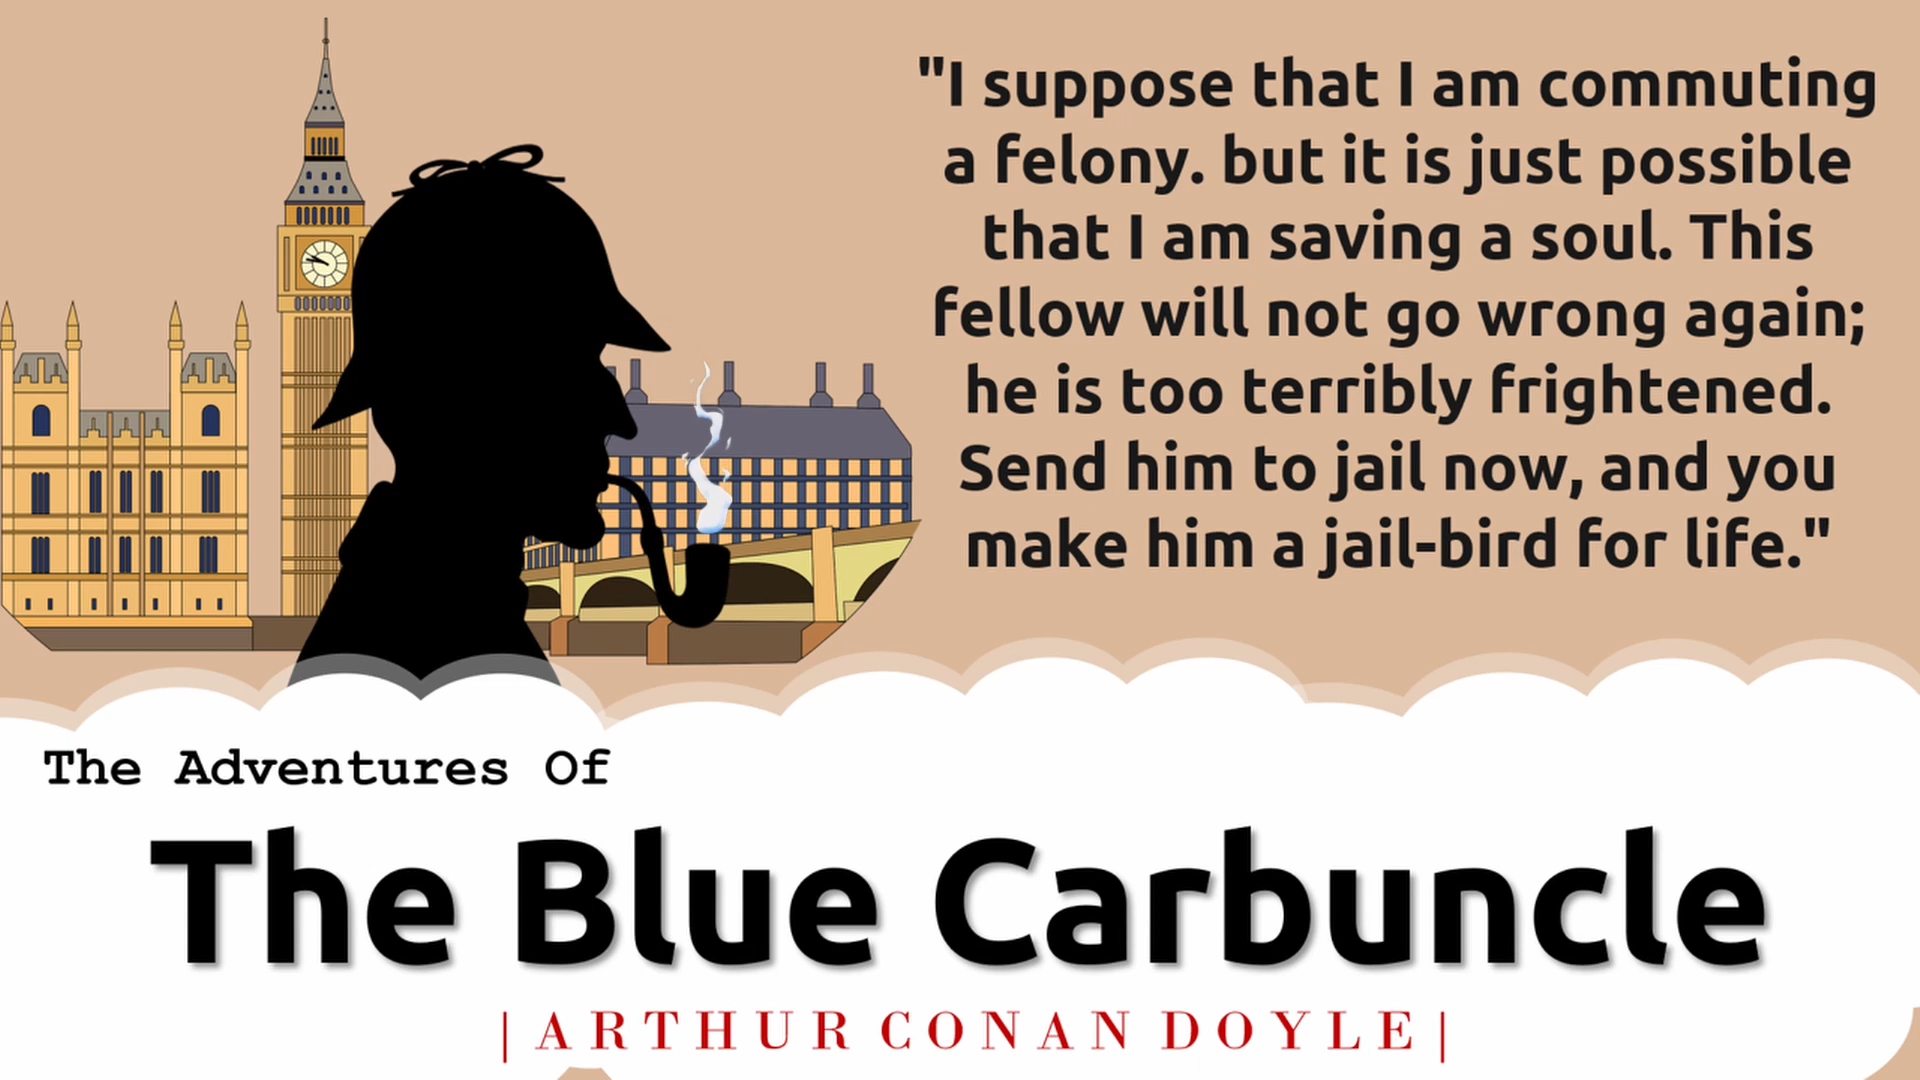 "I suppose that I am commuting
a felony. but it is just possible
that I am saving a soul. This
fellow will not go wrong again;
he is too terribly frightened.
Send him to jail now, and you
make him a jail-bird for life."
The Adventures Of
The Blue Carbuncle
| ARTHUR CONAN DOYLE |